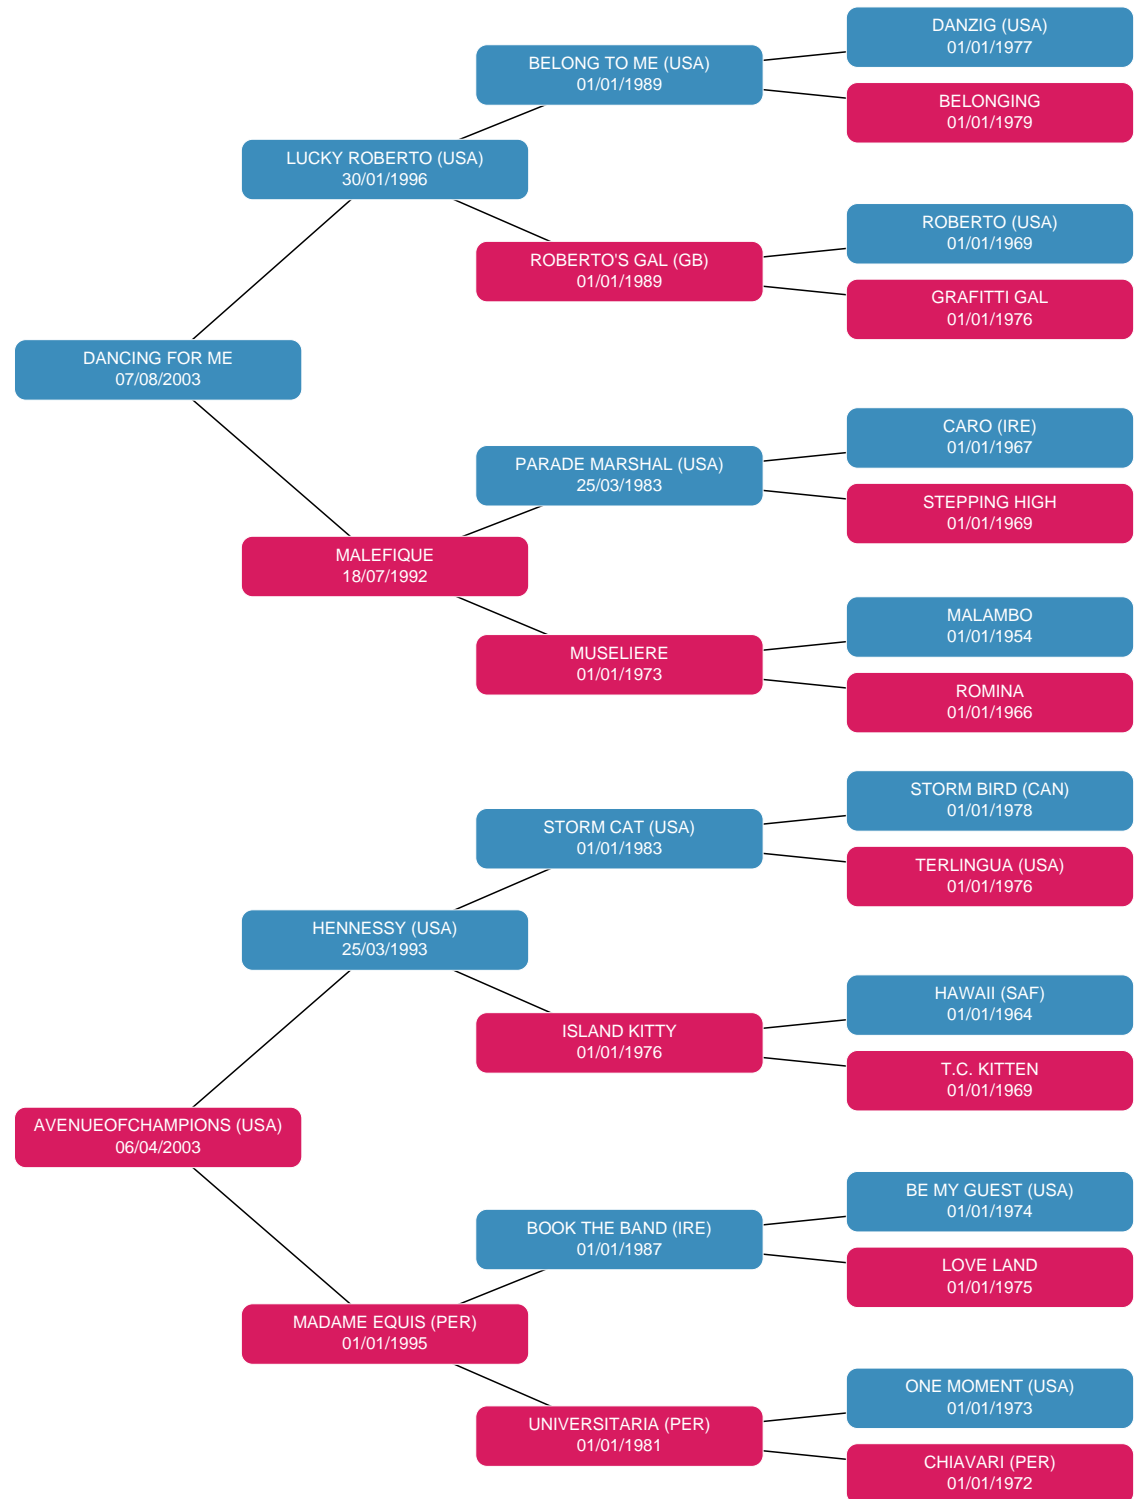 DANZIG (USA)
01/01/1977
BELONG TO ME (USA)
01/01/1989
BELONGING
01/01/1979
LUCKY ROBERTO (USA)
30/01/1996
ROBERTO (USA)
01/01/1969
ROBERTO'S GAL (GB)
01/01/1989
GRAFITTI GAL
01/01/1976
DANCING FOR ME
07/08/2003
CARO (IRE)
01/01/1967
PARADE MARSHAL (USA)
25/03/1983
STEPPING HIGH
01/01/1969
MALEFIQUE
18/07/1992
MALAMBO
01/01/1954
MUSELIERE
01/01/1973
ROMINA
01/01/1966
STORM BIRD (CAN)
01/01/1978
STORM CAT (USA)
01/01/1983
TERLINGUA (USA)
01/01/1976
HENNESSY (USA)
25/03/1993
HAWAII (SAF)
01/01/1964
ISLAND KITTY
01/01/1976
T.C. KITTEN
01/01/1969
AVENUEOFCHAMPIONS (USA)
06/04/2003
BE MY GUEST (USA)
01/01/1974
BOOK THE BAND (IRE)
01/01/1987
LOVE LAND
01/01/1975
MADAME EQUIS (PER)
01/01/1995
ONE MOMENT (USA)
01/01/1973
UNIVERSITARIA (PER)
01/01/1981
CHIAVARI (PER)
01/01/1972